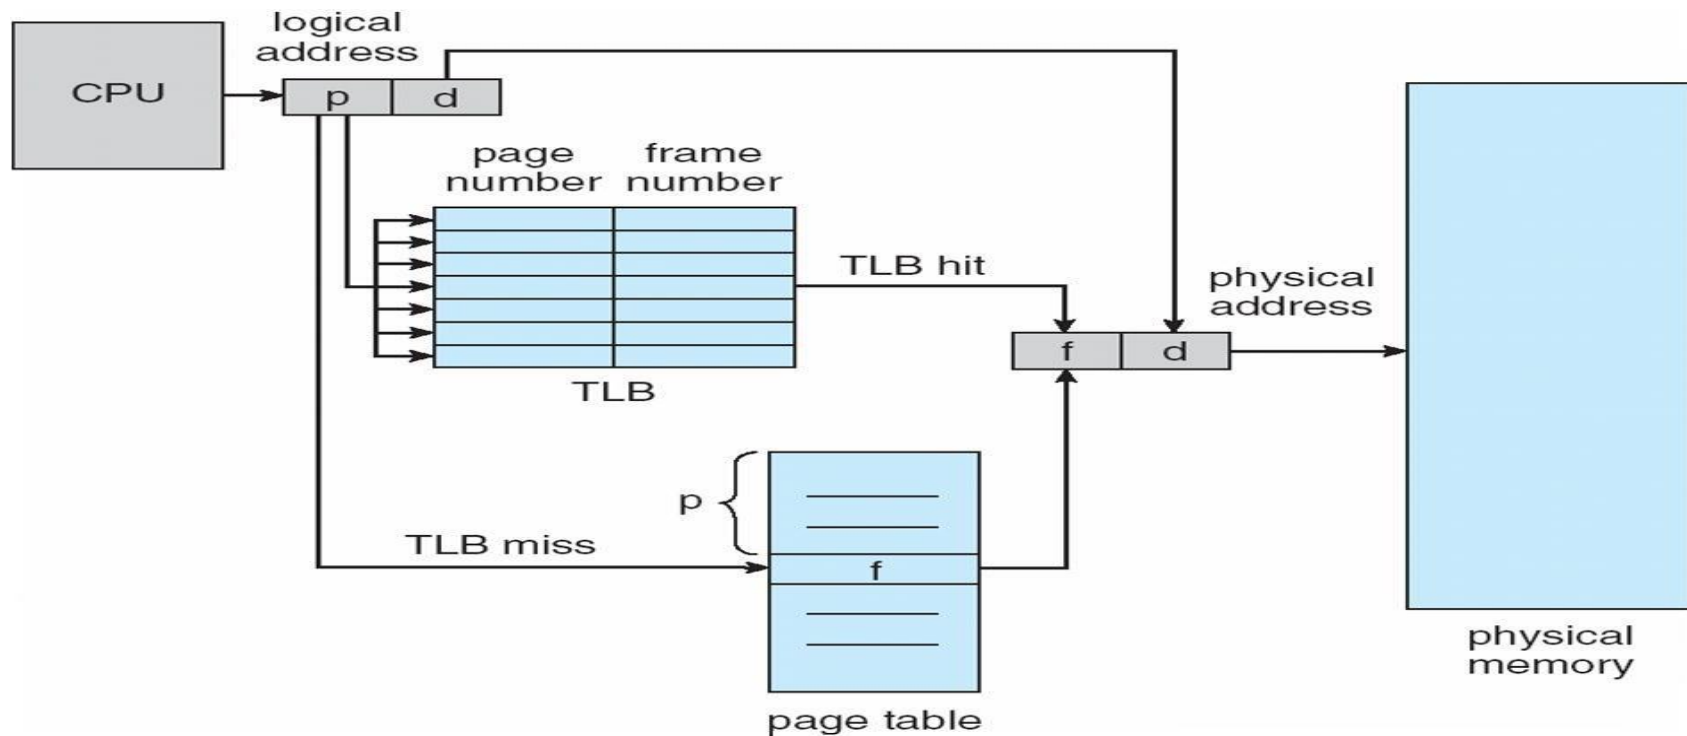 logical
address
CPU
p
d
page
number
frame
number
TLB hit
physical
address
f
d
TLB
p
TLB miss
f
page table
physical
memory